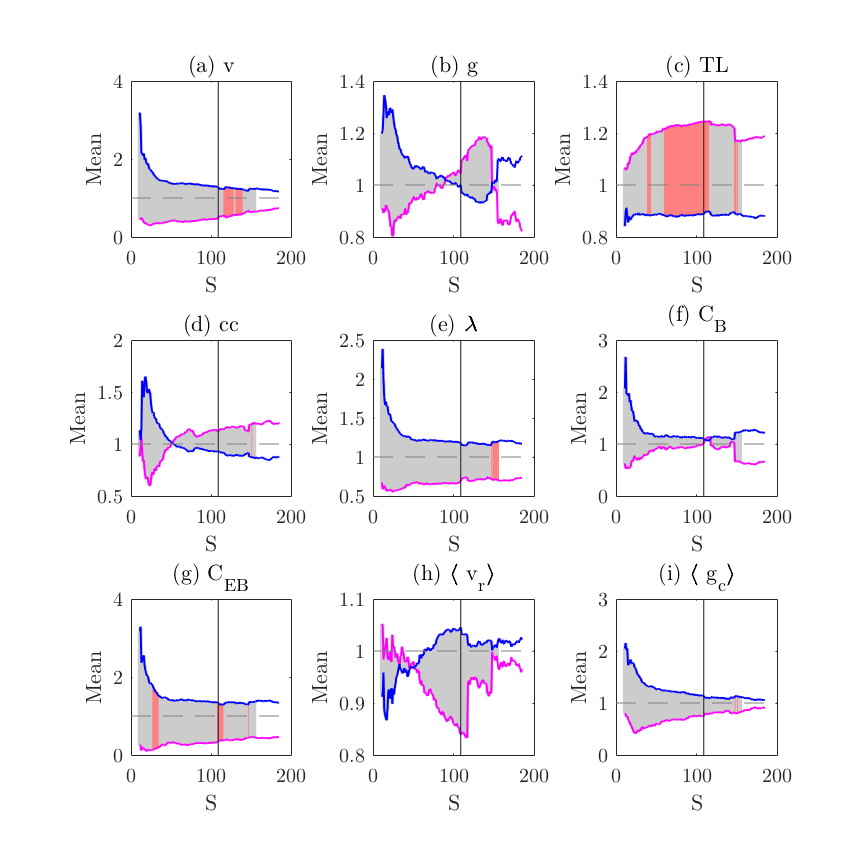 (a) v
4
2
0
Mean
0 100 200
S
(b) g
1.4
1.2
1
0.8
Mean
0 100 200
S
(c) TL
1.4
1.2
1
0.8
Mean
0 100 200
S
(d) cc
2
1.5
1
0.5
Mean
0 100 200
S
(e) λ
2.5
2
1.5
1
0.5
Mean
0 100 200
S
(f) C_B
3
2
1
0
Mean
0 100 200
S
(g) C_EB
4
2
0
Mean
0 100 200
S
(h) ⟨ v_r⟩
1.1
1
0.9
0.8
Mean
0 100 200
S
(i) ⟨ g_c⟩
3
2
1
0
Mean
0 100 200
S